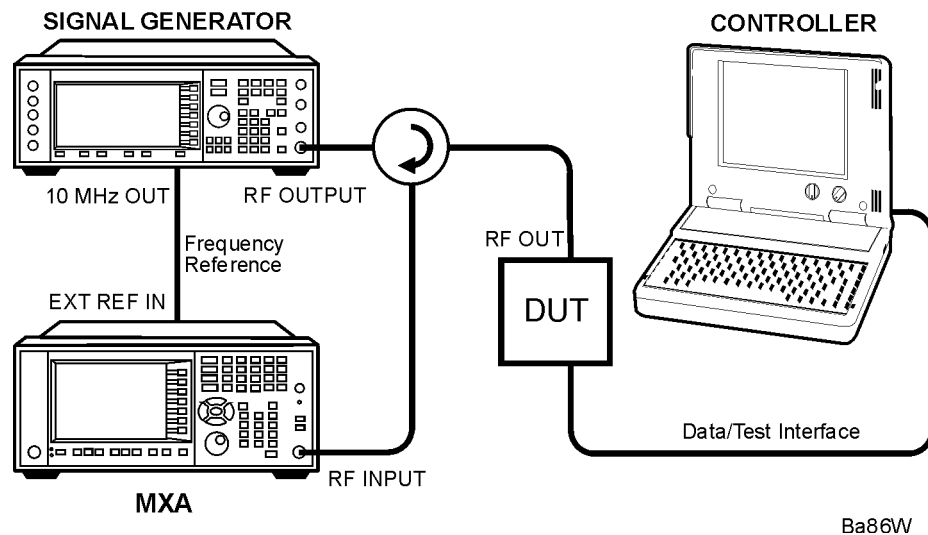 SIGNAL GENERATOR
CONTROLLER
10 MHz OUT
RF OUTPUT
Frequency
Reference
RF OUT
EXT REF IN
DUT
Data/Test Interface
RF INPUT
MXA
Ba86W